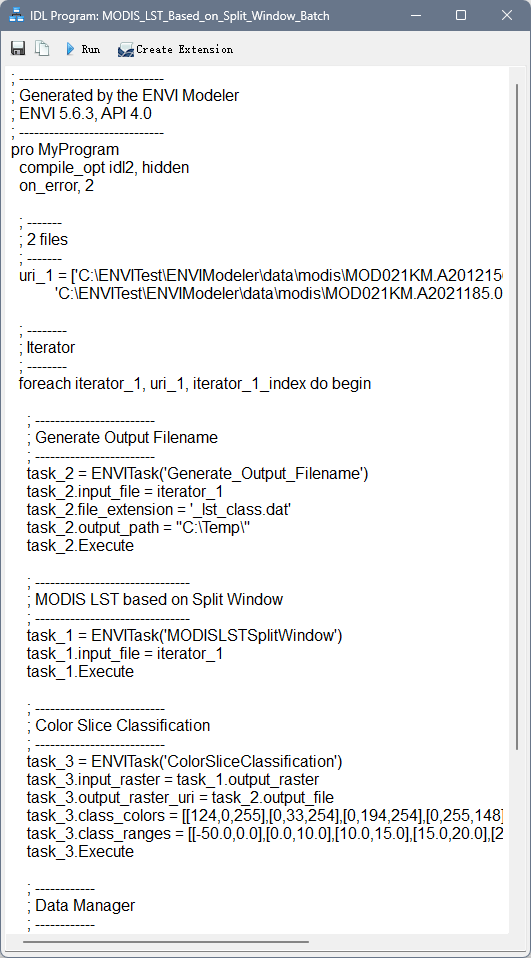 IDL Program: MODIS_LST_Based_on_Split_Window_Batch
Run Create Extension
; -----------------------------
; Generated by the ENVI Modeler
; ENVI 5.6.3, API 4.0
; -----------------------------
pro MyProgram
compile_opt idl2, hidden
on_error, 2
; -------
; 2 files
; -------
uri_1 = ['C:\ENVITest\ENVIModeler\data\modis\MOD021KM.A201215
'C:\ENVITest\ENVIModeler\data\modis\MOD021KM.A2021185.0
; --------
; Iterator
; --------
foreach iterator_1, uri_1, iterator_1_index do begin
; ------------------------
; Generate Output Filename
; ------------------------
task_2 = ENVITask('Generate_Output_Filename')
task_2.input_file = iterator_1
task_2.file_extension = '_lst_class.dat'
task_2.output_path = "C:\Temp\"
task_2.Execute
; -------------------------------
; MODIS LST based on Split Window
; -------------------------------
task_1 = ENVITask('MODISLSTSplitWindow')
task_1.input_file = iterator_1
task_1.Execute
; --------------------------
; Color Slice Classification
; --------------------------
task_3 = ENVITask('ColorSliceClassification')
task_3.input_raster = task_1.output_raster
task_3.output_raster_uri = task_2.output_file
task_3.class_colors = [[124,0,255],[0,33,254],[0,194,254],[0,255,148]
task_3.class_ranges = [[-50.0,0.0],[0.0,10.0],[10.0,15.0],[15.0,20.0],[2
task_3.Execute
; ------------
; Data Manager
; ------------